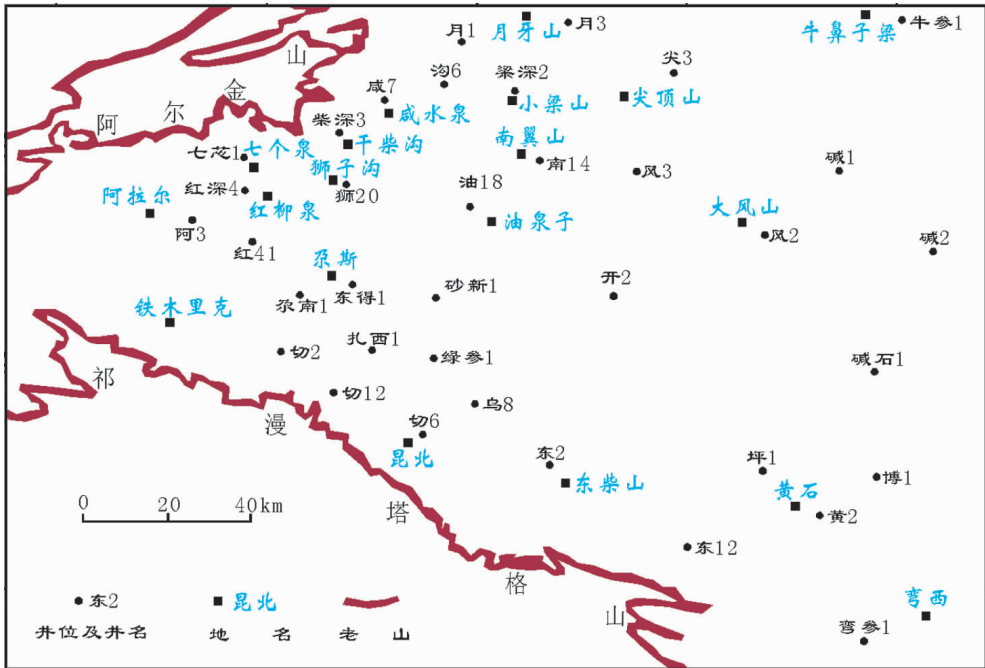 月牙山
月3
牛鼻子梁
牛参1
月1
山
尖3
沟6
梁深2
咸7
小梁山
尖顶山
金
咸水泉
尔
阿
柴深3
干柴沟
南翼山
七芯1
七个泉
狮子沟
南14
风3
碱1
红深4
狮20
油18
阿拉尔
红柳泉
油泉子
大风山
阿3
风2
碱2
红41
尕斯
开2
尕南1
东得1
砂新1
铁木里克
扎西1
切2
绿参1
碱石1
祁
切12
乌8
漫
切6
昆北
东2
坪1
东柴山
博1
黄石
0 20 40km
塔
黄2
东12
格
东2
昆北
山
弯西
井位及井名
地名
老山
弯参1